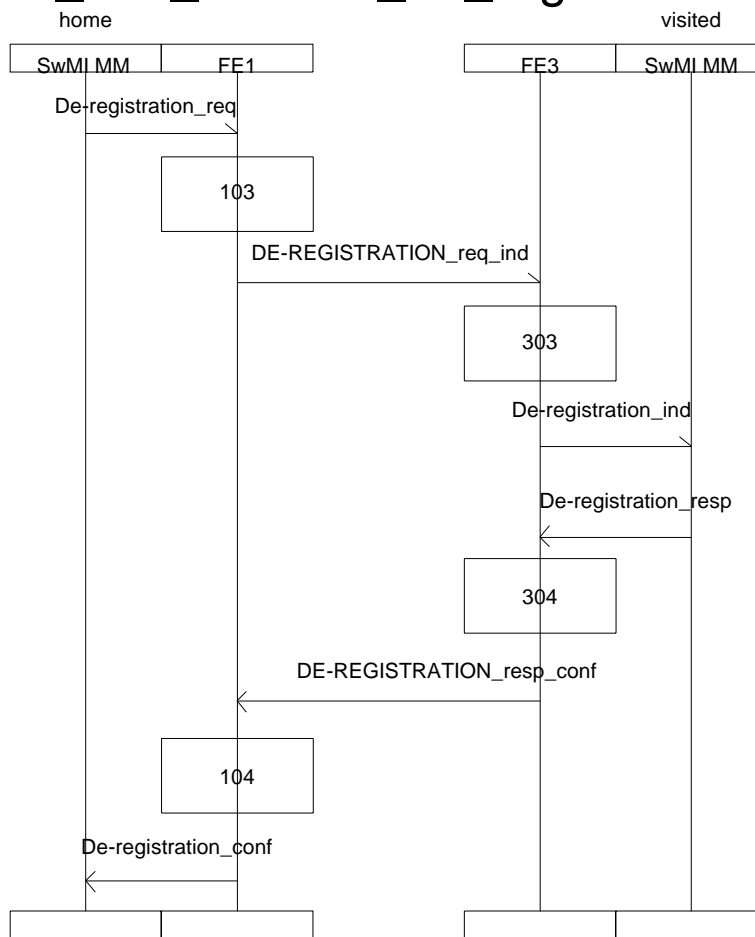 home visited
SwMI MM FE1 FE3 SwMI MM
De-registration_req
103
DE-REGISTRATION_req_ind
303
De-registration_ind
De-registration_resp
304
DE-REGISTRATION_resp_conf
104
De-registration_conf